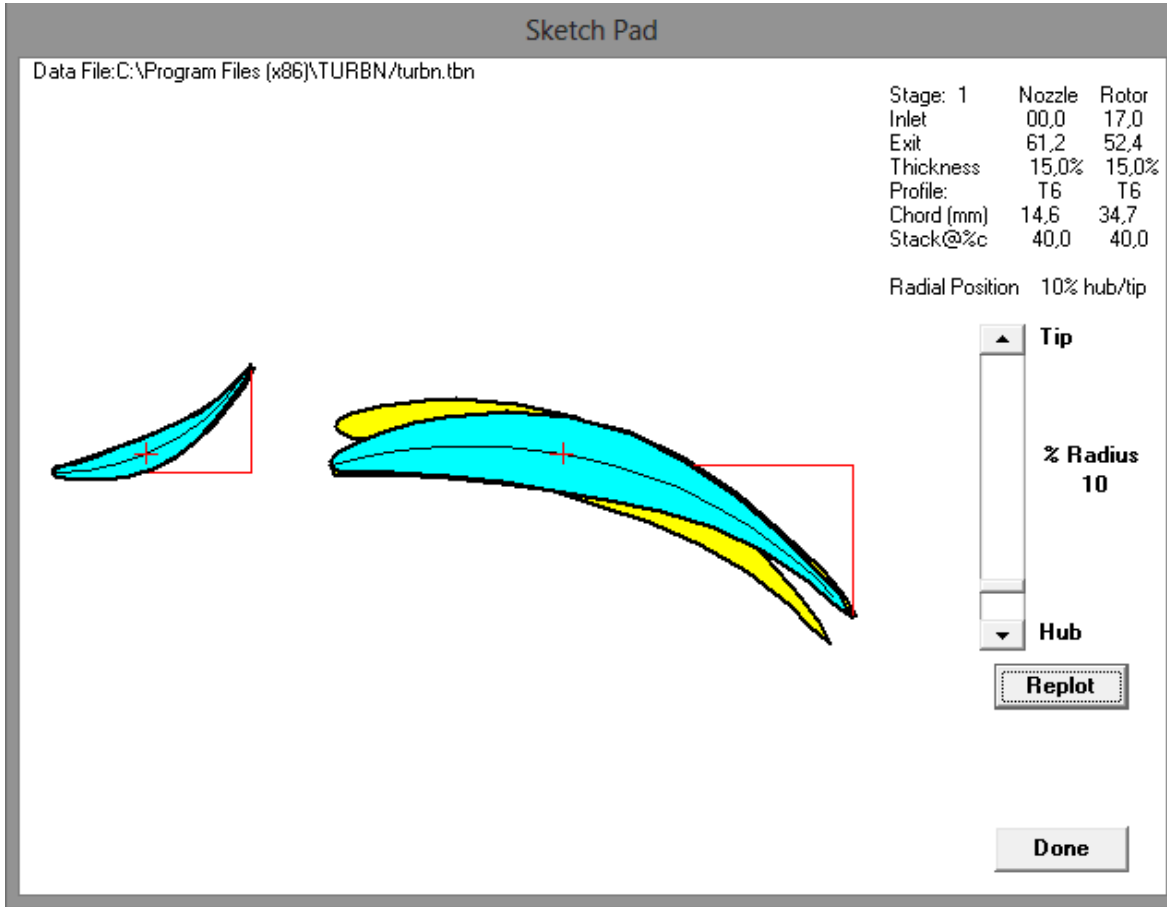 Sketch Pad
Data File:C:\Program Files (x86)\TURBN/turbn.tbn
Stage: 1 Nozzle Rotor
Inlet 00,0 17,0
Exit 61,2 52,4
Thickness 15,0% 15,0%
Profile: T6 T6
Chord (mm) 14,6 34,7
Stack@%c 40,0 40,0
Radial Position 10% hub/tip
Tip
% Radius
10
Hub
Replot
Done